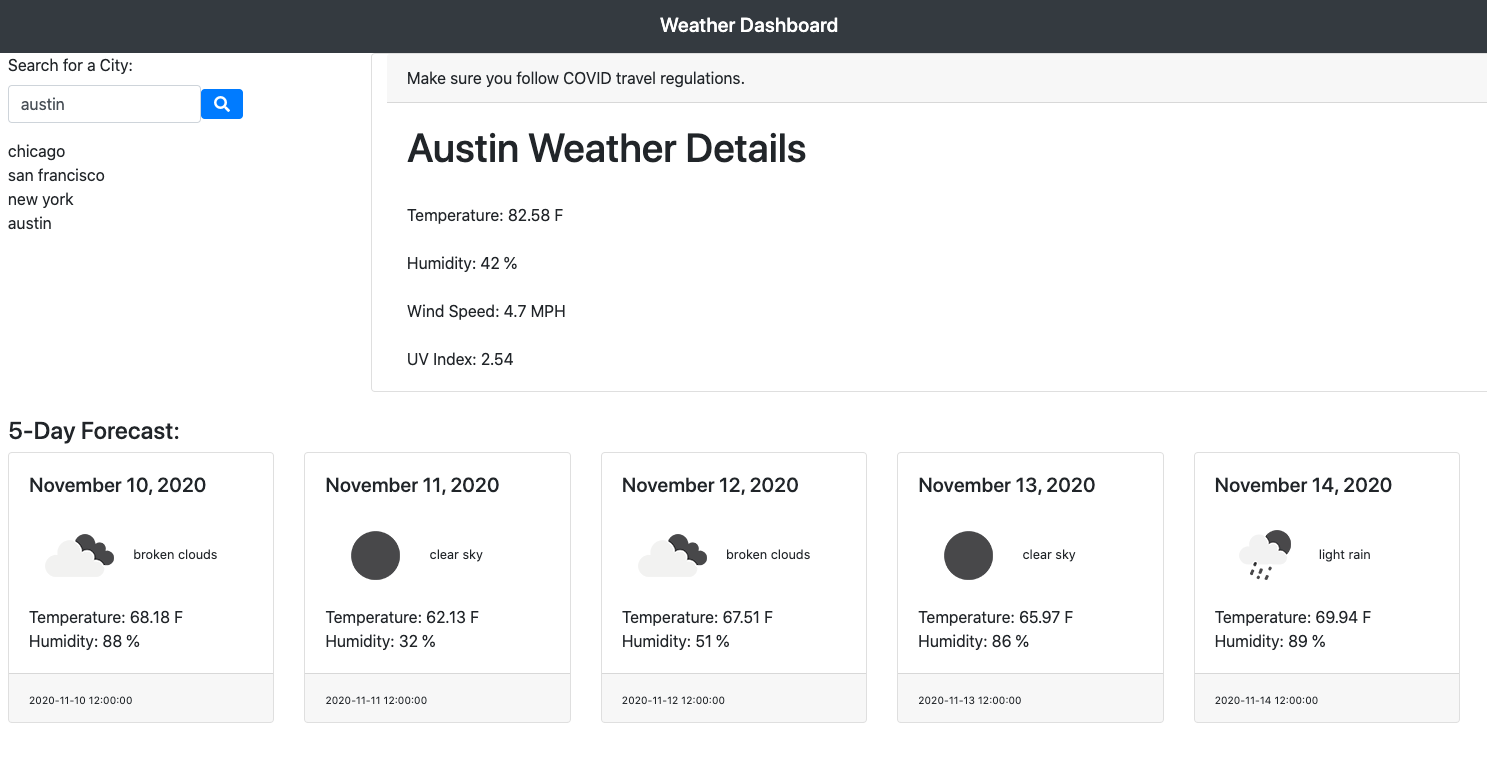 Weather Dashboard
Search for a City:
austin
chicago
san francisco
new york
austin
Make sure you follow COVID travel regulations.
Austin Weather Details
Temperature: 82.58 F
Humidity: 42 %
Wind Speed: 4.7 MPH
UV Index: 2.54
5-Day Forecast:
November 10, 2020
broken clouds
Temperature: 68.18 F
Humidity: 88 %
2020-11-10 12:00:00
November 11, 2020
clear sky
Temperature: 62.13 F
Humidity: 32 %
2020-11-11 12:00:00
November 12, 2020
broken clouds
Temperature: 67.51 F
Humidity: 51 %
2020-11-12 12:00:00
November 13, 2020
clear sky
Temperature: 65.97 F
Humidity: 86 %
2020-11-13 12:00:00
November 14, 2020
light rain
Temperature: 69.94 F
Humidity: 89 %
2020-11-14 12:00:00